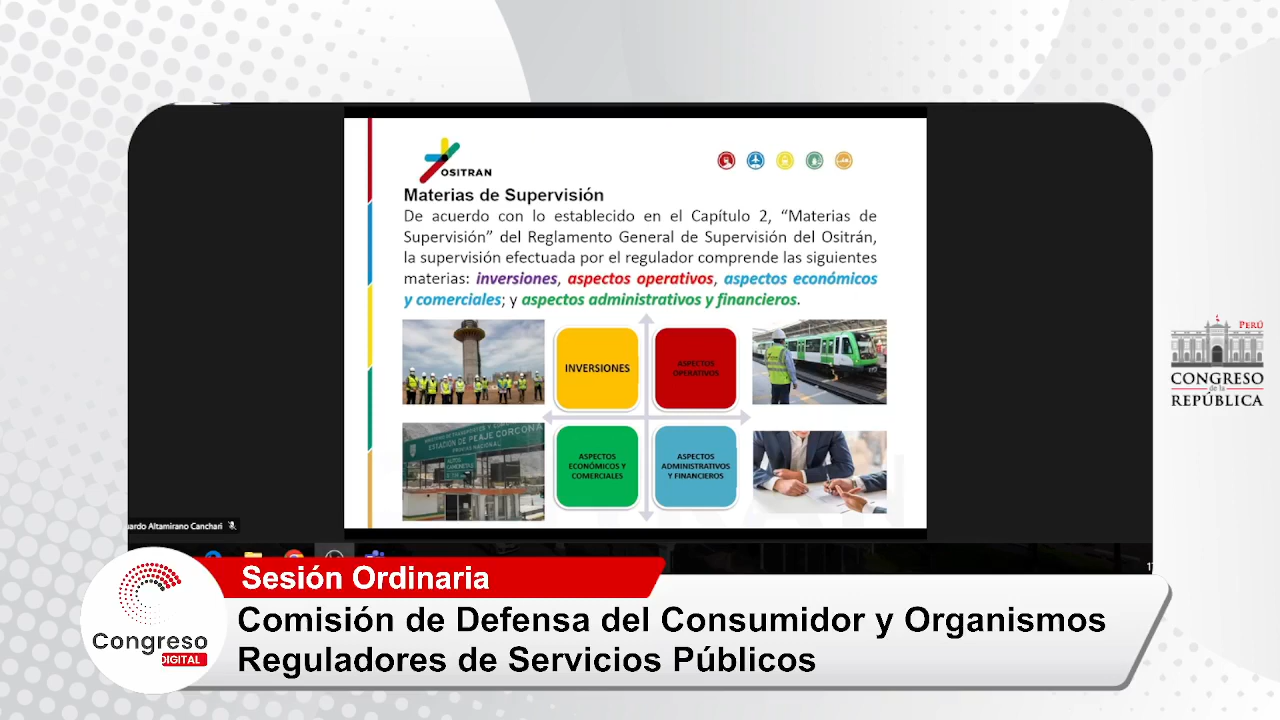 OSITRAN
Materias de Supervisión
De acuerdo con lo establecido en el Capítulo 2, “Materias de
Supervisión” del Reglamento General de Supervisión del Ositrán,
la supervisión efectuada por el regulador comprende las siguientes
materias: inversiones, aspectos operativos, aspectos económicos
y comerciales; y aspectos administrativos y financieros.
INVERSIONES
ASPECTOS
OPERATIVOS
ESTACION DE PEAJE CORCONA
ASPECTOS
ECONÓMICOS Y
COMERCIALES
ASPECTOS
ADMINISTRATIVOS
Y FINANCIEROS
uardo Altamirano Canchari
PERÚ
CONGRESO
de la
REPÚBLICA
Congreso
DIGITAL
Sesión Ordinaria
Comisión de Defensa del Consumidor y Organismos
Reguladores de Servicios Públicos